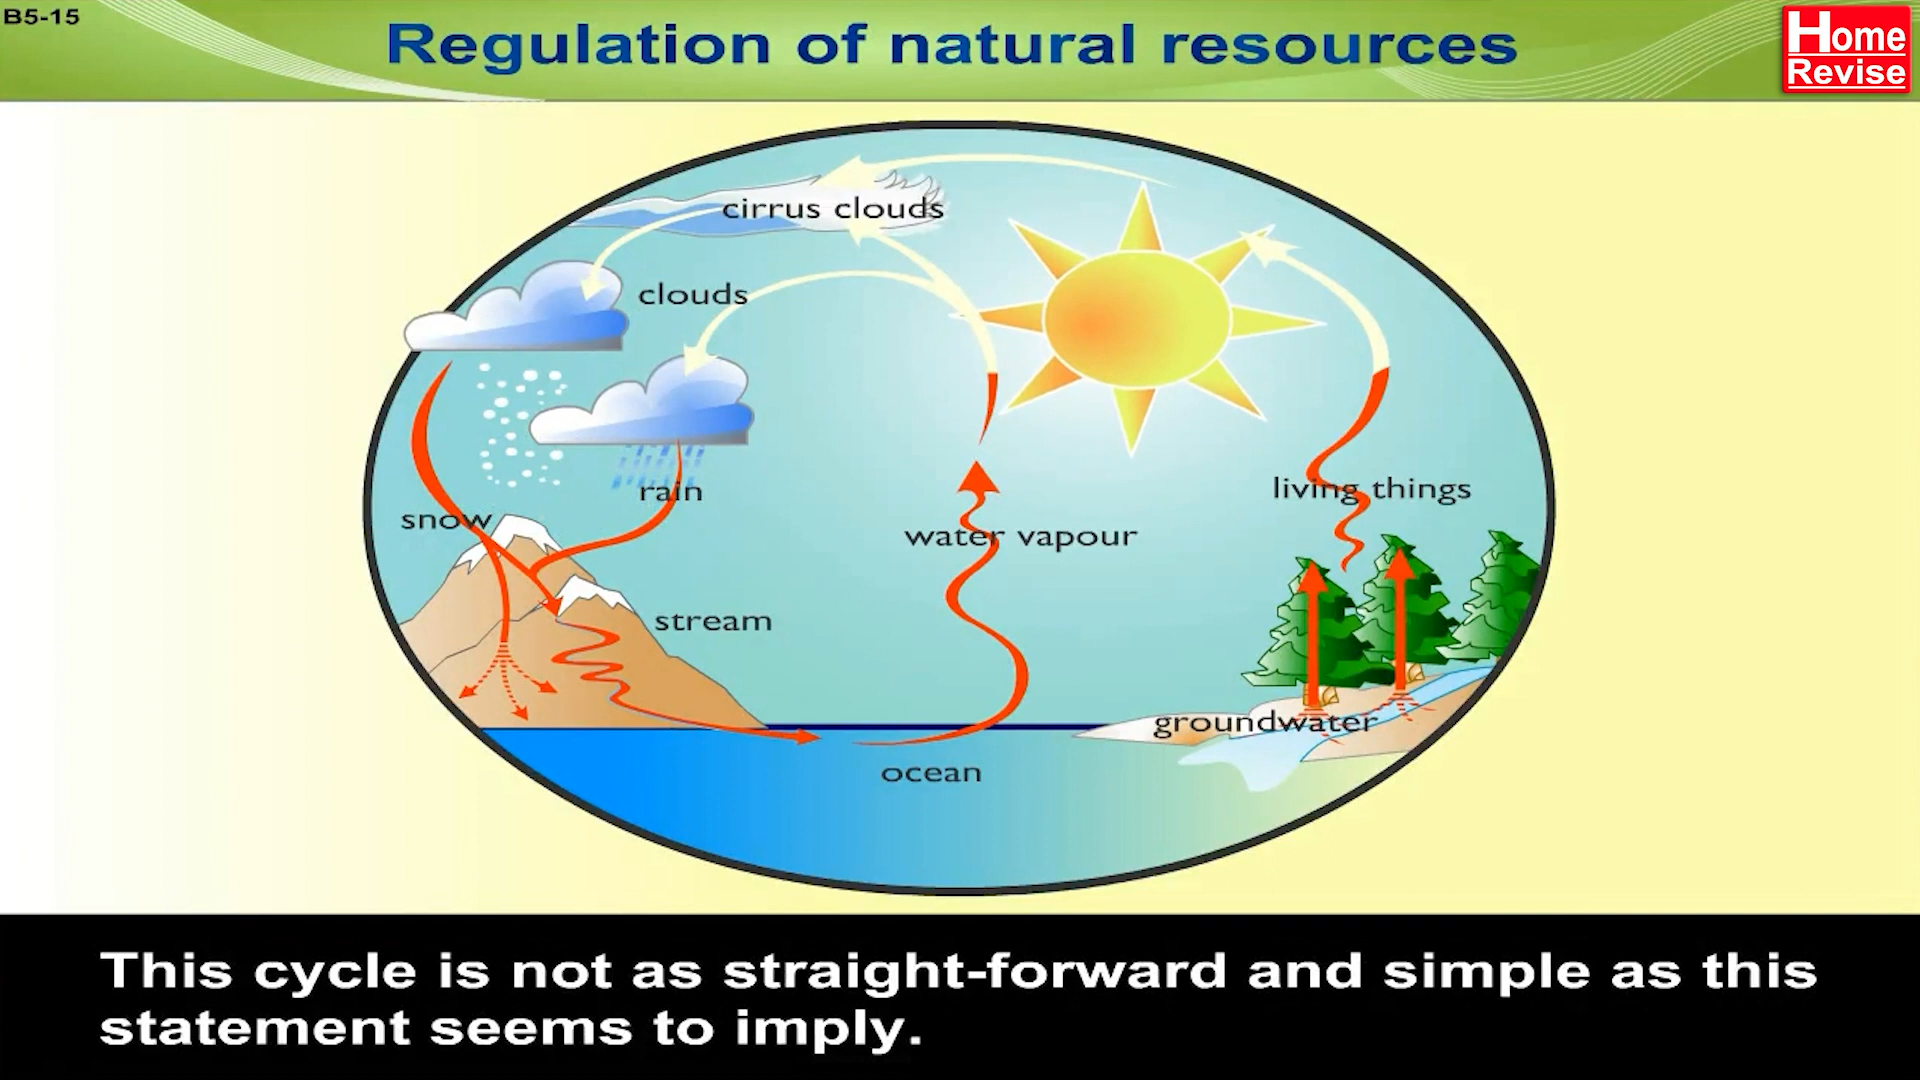 B5-15
Regulation of natural resources
Home
Revise
cirrus clouds
clouds
rain
snow
living things
water vapour
stream
groundwater
ocean
This cycle is not as straight-forward and simple as this
statement seems to imply.